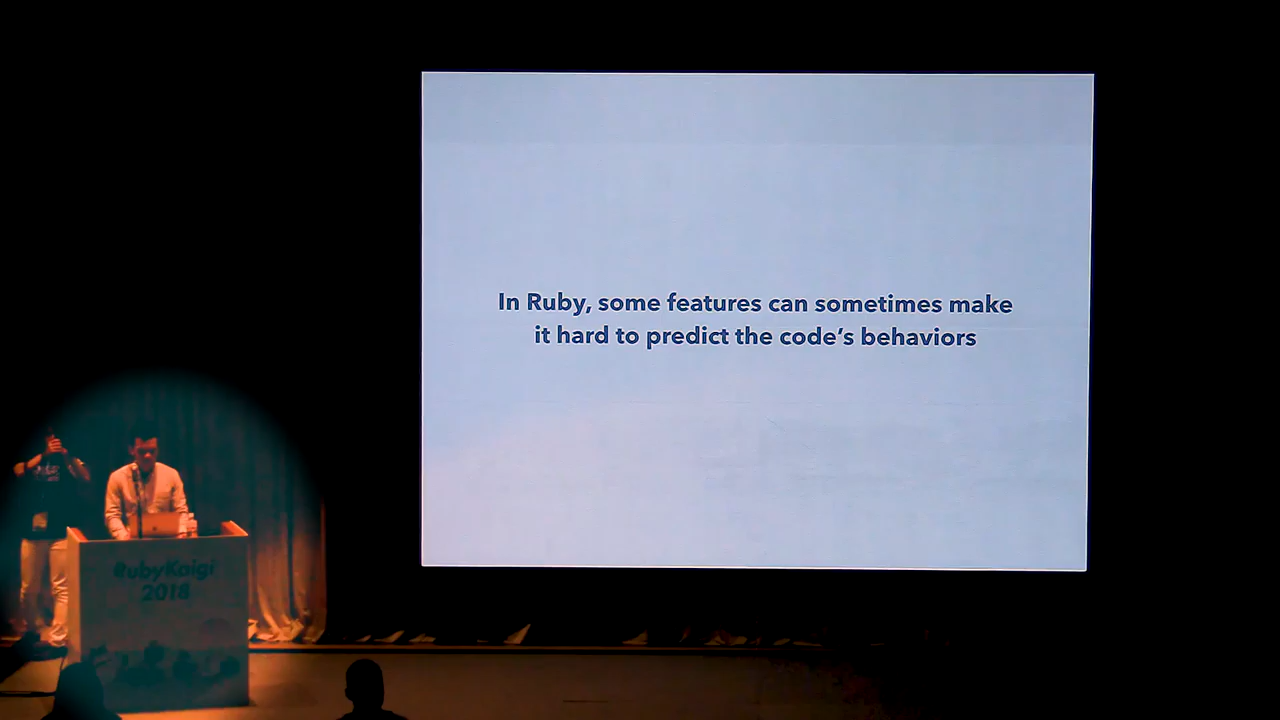 In Ruby, some features can sometimes make
it hard to predict the code's behaviors
RubyKaigi
2018